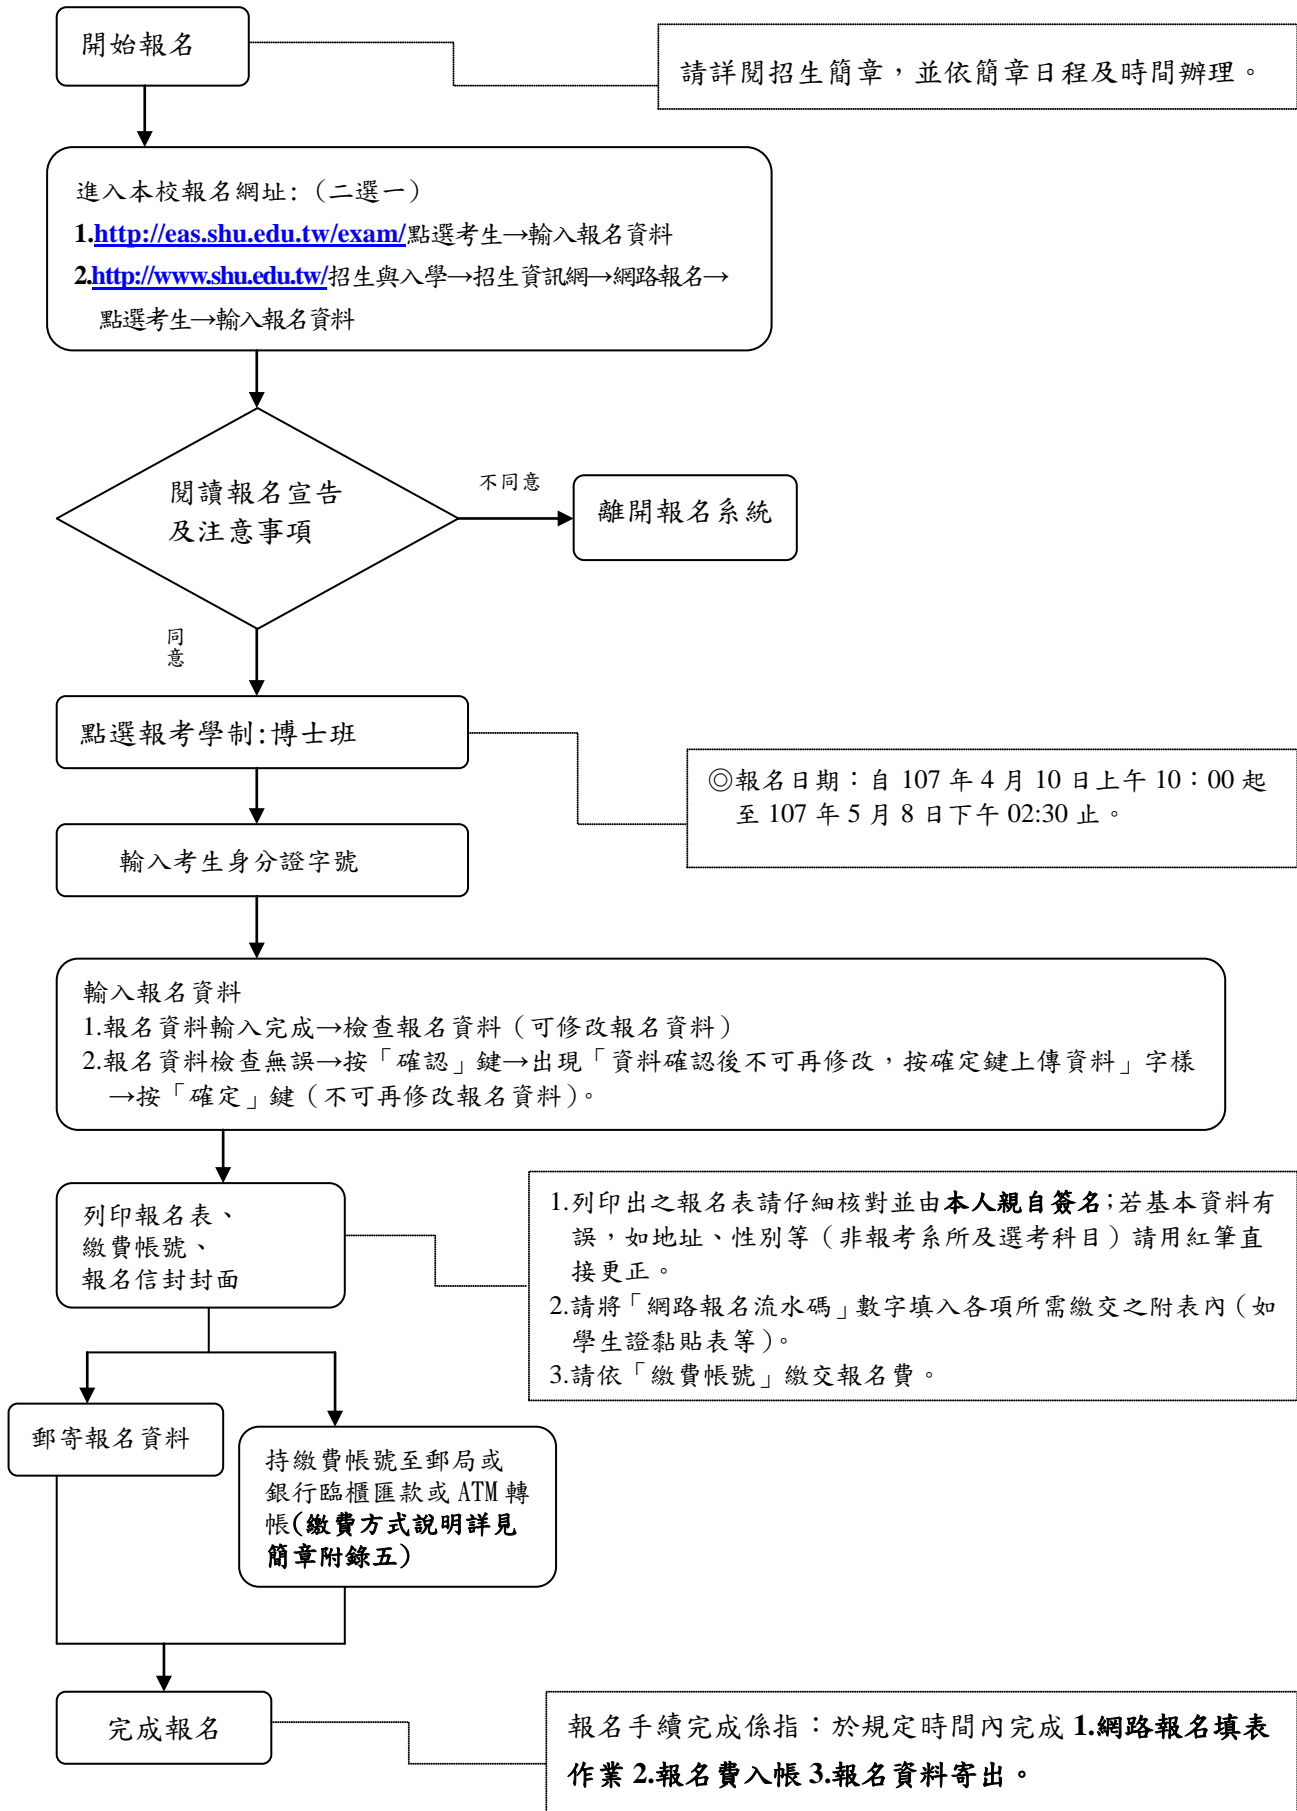 開始報名
請詳閱招生簡章，並依簡章日程及時間辦理。
進入本校報名網址:（二選一）
1.http://eas.shu.edu.tw/exam/點選考生→輸入報名資料
2.http://www.shu.edu.tw/招生與入學→招生資訊網→網路報名→
點選考生→輸入報名資料
閱讀報名宣告
及注意事項
不同意
離開報名系統
同
意
點選報考學制:博士班
◎報名日期：自 107 年 4 月 10 日上午 10：00 起
至 107 年 5 月 8 日下午 02:30 止。
輸入考生身分證字號
輸入報名資料
1.報名資料輸入完成→檢查報名資料（可修改報名資料）
2.報名資料檢查無誤→按「確認」鍵→出現「資料確認後不可再修改，按確定鍵上傳資料」字樣
→按「確定」鍵（不可再修改報名資料）。
列印報名表、
繳費帳號、
報名信封封面
1.列印出之報名表請仔細核對並由本人親自簽名;若基本資料有
誤，如地址、性別等（非報考系所及選考科目）請用紅筆直
接更正。
2.請將「網路報名流水碼」數字填入各項所需繳交之附表內（如
學生證黏貼表等）。
3.請依「繳費帳號」繳交報名費。
郵寄報名資料
持繳費帳號至郵局或
銀行臨櫃匯款或 ATM 轉
帳(繳費方式說明詳見
簡章附錄五)
完成報名
報名手續完成係指：於規定時間內完成 1.網路報名填表
作業 2.報名費入帳 3.報名資料寄出。